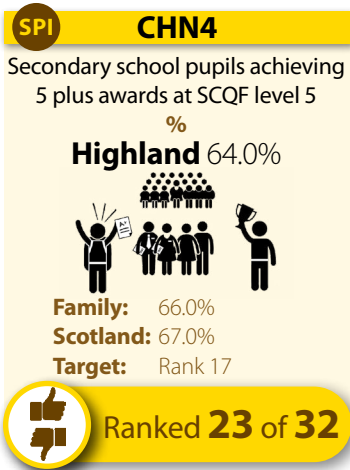 SPI
CHN4
Secondary school pupils achieving
5 plus awards at SCQF level 5
%
Highland 64.0%
A+
Family: 66.0%
Scotland: 67.0%
Target: Rank 17
Ranked 23 of 32